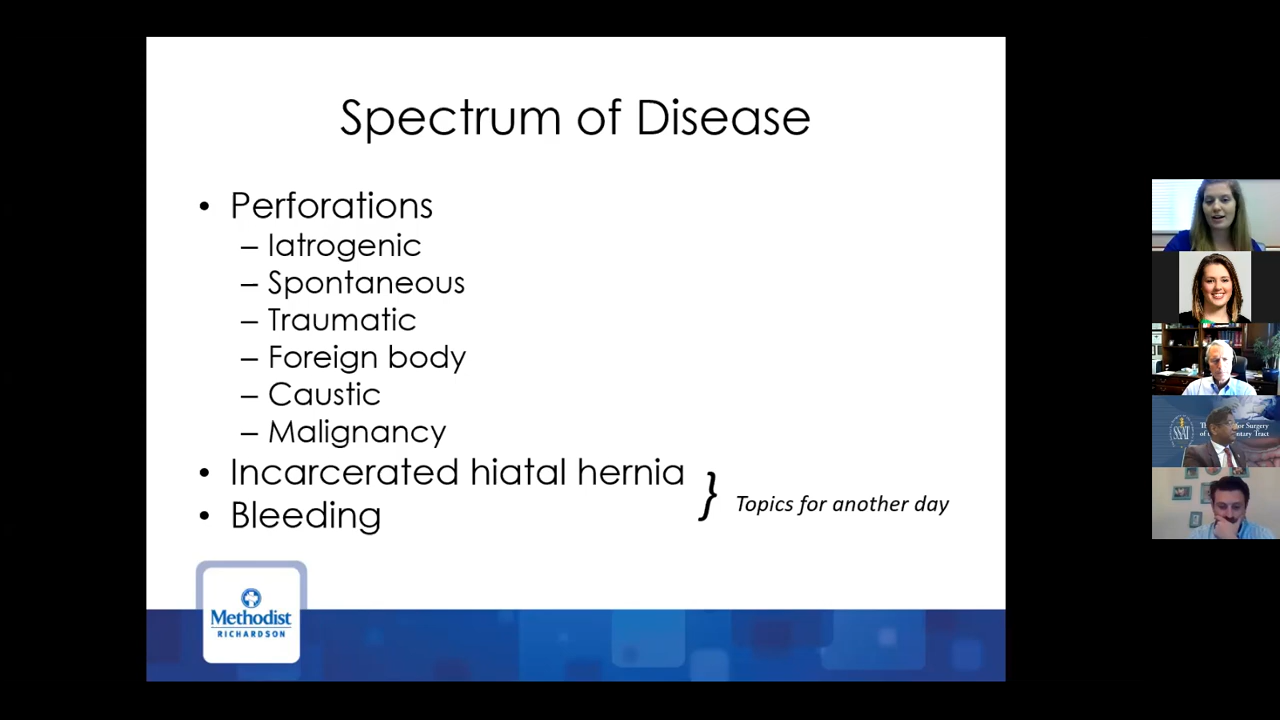 Spectrum of Disease
• Perforations
– Iatrogenic
– Spontaneous
– Traumatic
– Foreign body
– Caustic
– Malignancy
• Incarcerated hiatal hernia
• Bleeding
} Topics for another day
Methodist
RICHARDSON
SSAT